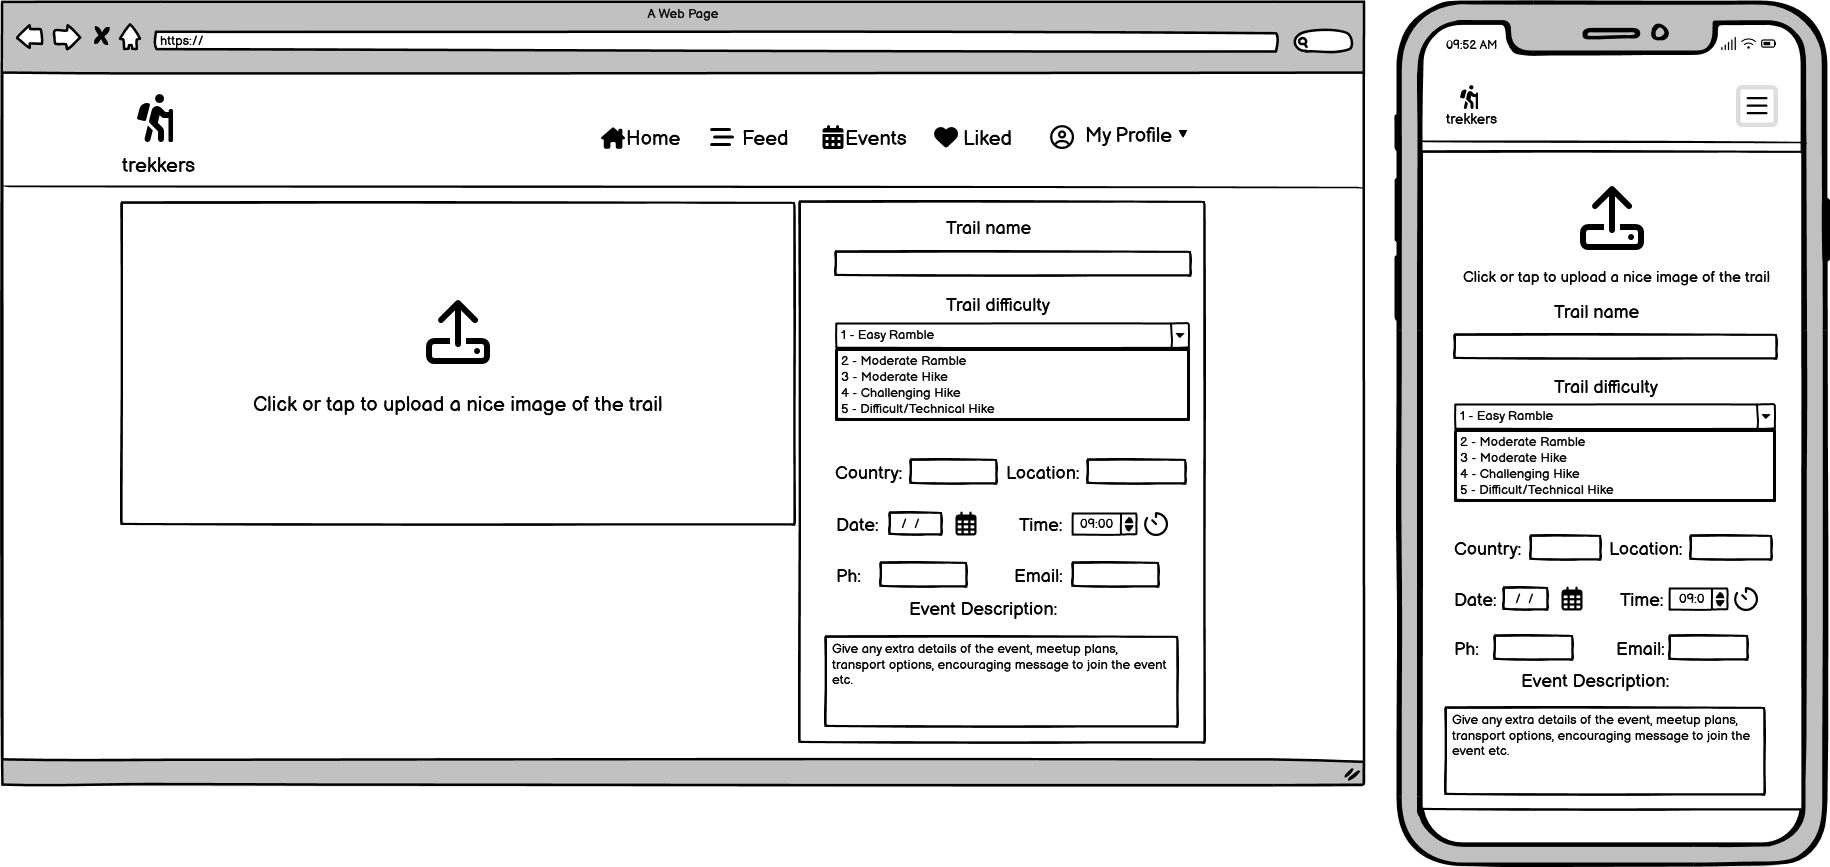 A Web Page
https://
trekkers
Home Feed Events Liked My Profile
Click or tap to upload a nice image of the trail
Trail name
Trail difficulty
1 - Easy Ramble
2 - Moderate Ramble
3 - Moderate Hike
4 - Challenging Hike
5 - Difficult/Technical Hike
Country: Location:
Date: / / Time: 09:00
Ph: Email:
Event Description:
Give any extra details of the event, meetup plans,
transport options, encouraging message to join the event
etc.
09:52 AM
trekkers
Click or tap to upload a nice image of the trail
Trail name
Trail difficulty
1 - Easy Ramble
2 - Moderate Ramble
3 - Moderate Hike
4 - Challenging Hike
5 - Difficult/Technical Hike
Country: Location:
Date: / / Time: 09:0
Ph: Email:
Event Description:
Give any extra details of the event, meetup plans,
transport options, encouraging message to join the
event etc.